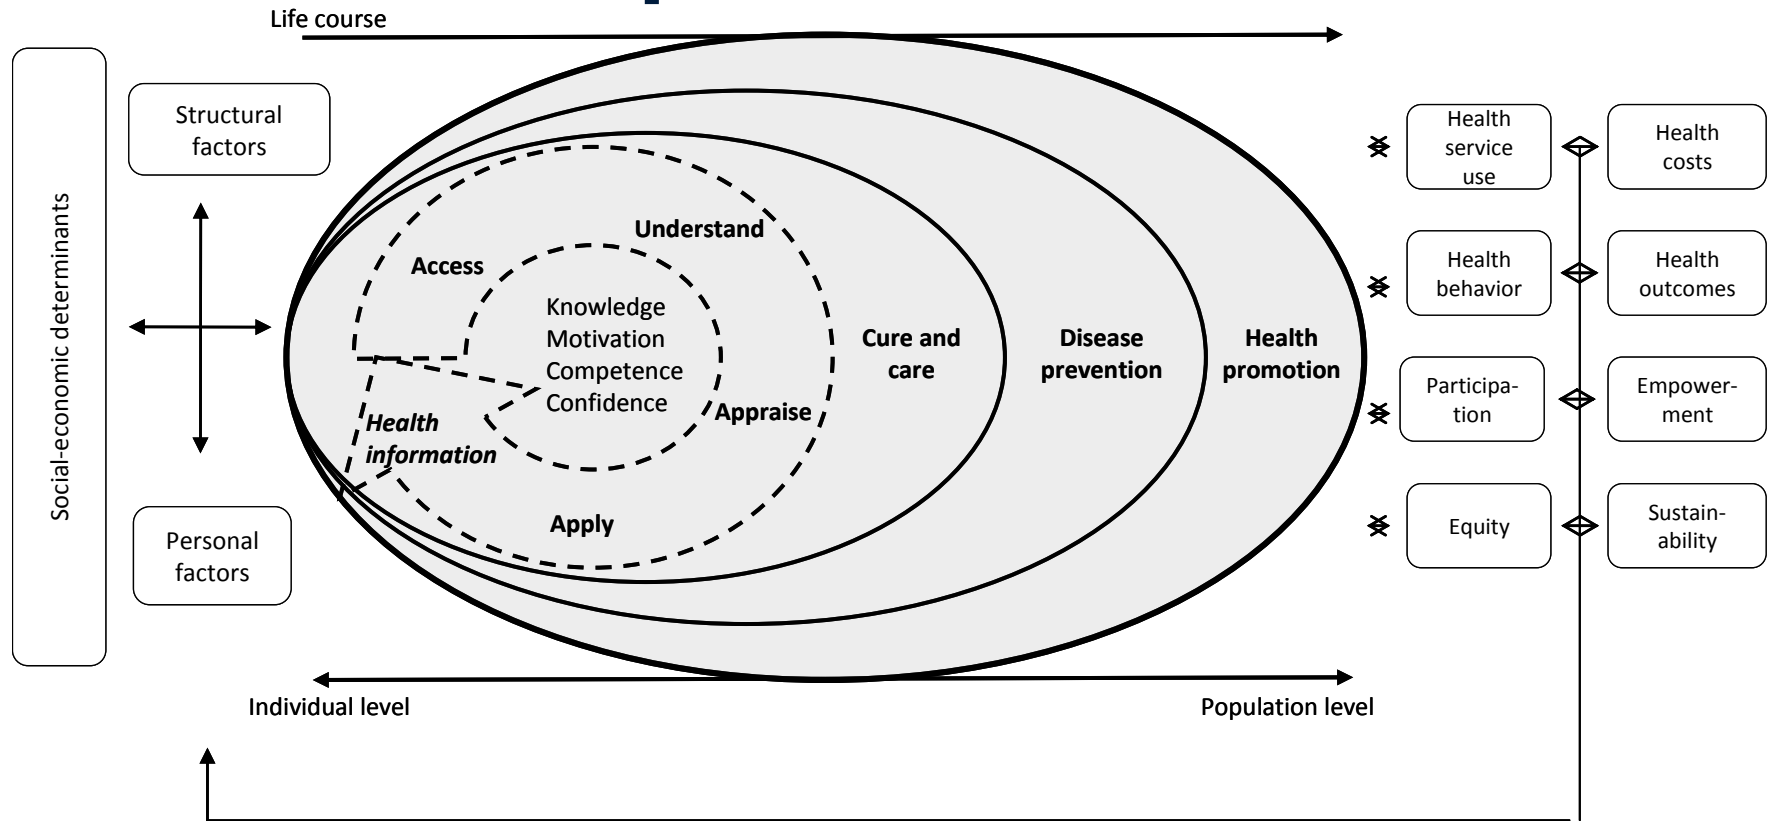 Life course
Social-economic determinants
Structural
factors
Personal
factors
Understand
Access
Knowledge
Motivation
Competence
Confidence
Health
information
Appraise
Apply
Cure and
care
Disease
prevention
Health
promotion
Individual level
Population level
Health
service
use
Health
costs
Health
behavior
Health
outcomes
Participa-
tion
Empower-
ment
Equity
Sustain-
ability